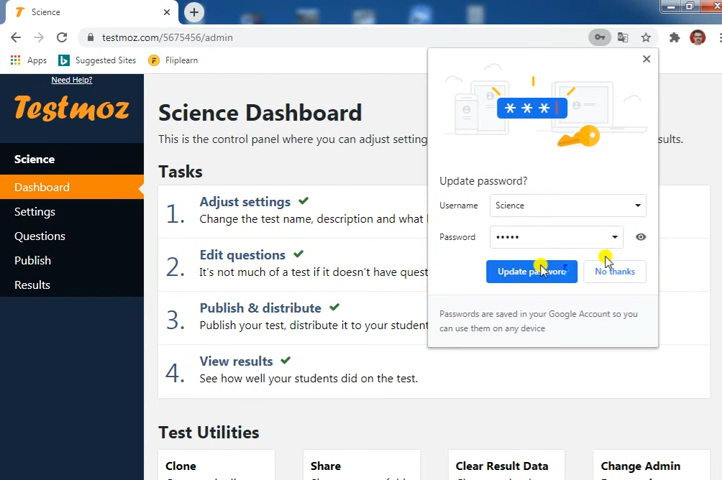 Science
testmoz.com/5675456/admin
Apps Suggested Sites Fliplearn
Need Help?
Testmoz
Science
Dashboard
Settings
Questions
Publish
Results
Science Dashboard
This is the control panel where you can adjust setting
sults.
Tasks
1. Adjust settings
Change the test name, description and what
2. Edit questions
It's not much of a test if it doesn't have quest
3. Publish & distribute
Publish your test, distribute it to your student
4. View results
See how well your students did on the test.
Test Utilities
Clone
Share
Clear Result Data
Change Admin
***
Update password?
Username Science
Password •••••
Update password
No thanks
Passwords are saved in your Google Account so you
can use them on any device